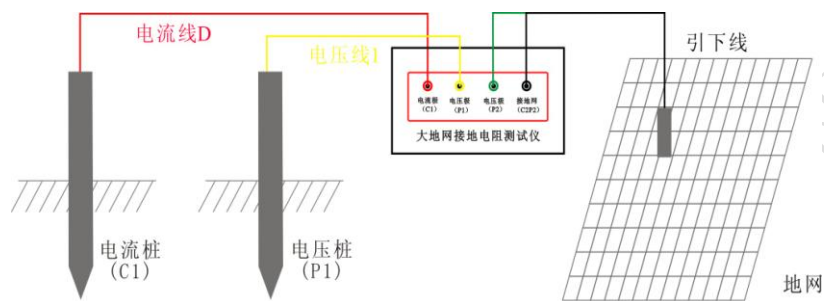 电流线D
电压线1
引下线
电流极 电压极 电压极 接地网
(C1) (P1) (P2) (C2P2)
大地网接地电阻测试仪
电流桩
(C1)
电压桩
(P1)
地网